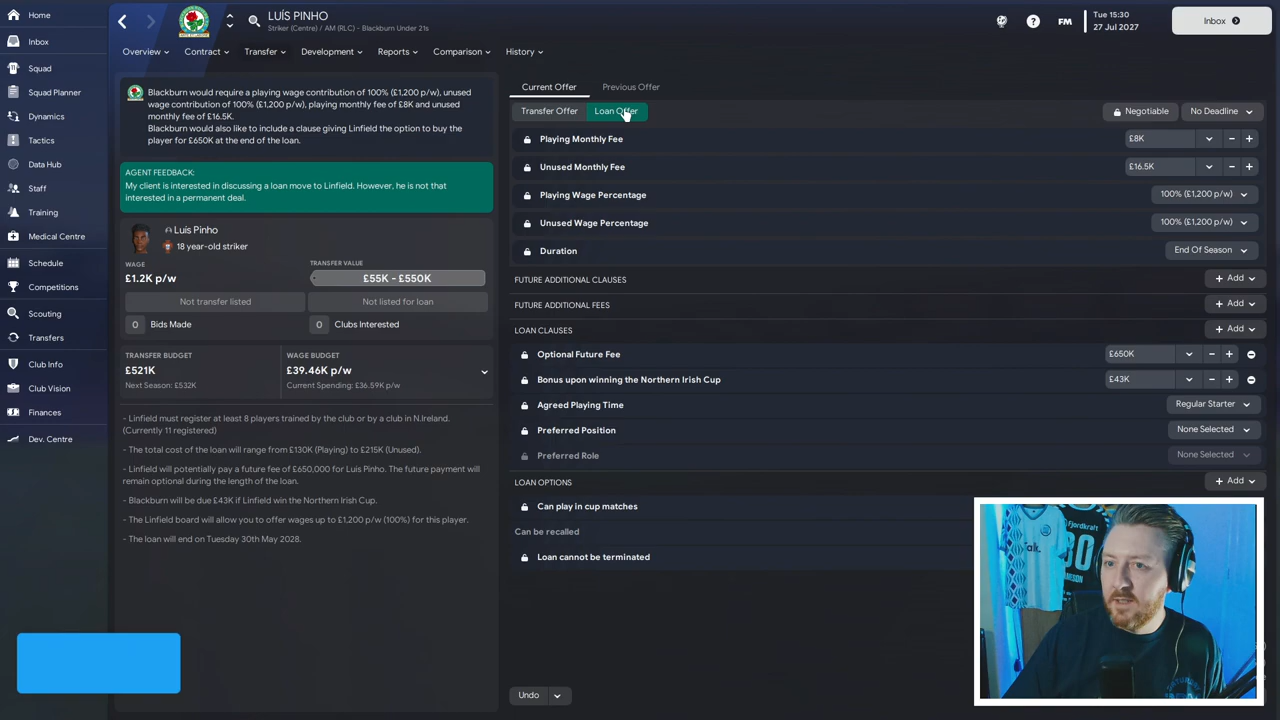 Home
Inbox
Squad
Squad Planner
Dynamics
Tactics
Data Hub
Staff
Training
Medical Centre
Schedule
Competitions
Scouting
Transfers
Club Info
Club Vision
Finances
Dev. Centre
LUÍS PINHO
Striker (Centre) / AM (RLC) - Blackburn Under 21s
FM
Tue 15:30
27 Jul 2027
Inbox
Overview
Contract
Transfer
Development
Reports
Comparison
History
Blackburn would require a playing wage contribution of 100% (£1,200 p/w), unused
wage contribution of 100% (£1,200 p/w), playing monthly fee of £8K and unused
monthly fee of £16.5K.
Blackburn would also like to include a clause giving Linfield the option to buy the
player for £650K at the end of the loan.
AGENT FEEDBACK:
My client is interested in discussing a loan move to Linfield. However, he is not that
interested in a permanent deal.
Luís Pinho
18 year-old striker
WAGE
£1.2K p/w
TRANSFER VALUE
£55K - £550K
Not transfer listed
Not listed for loan
0 Bids Made
0 Clubs Interested
TRANSFER BUDGET
£521K
Next Season: £532K
WAGE BUDGET
£39.46K p/w
Current Spending: £36.59K p/w
- Linfield must register at least 8 players trained by the club or by a club in N.Ireland.
(Currently 11 registered)
- The total cost of the loan will range from £130K (Playing) to £215K (Unused).
- Linfield will potentially pay a future fee of £650,000 for Luís Pinho. The future payment will
remain optional during the length of the loan.
- Blackburn will be due £43K if Linfield win the Northern Irish Cup.
- The Linfield board will allow you to offer wages up to £1,200 p/w (100%) for this player.
- The loan will end on Tuesday 30th May 2028.
Current Offer
Previous Offer
Transfer Offer
Loan Offer
Negotiable
No Deadline
Playing Monthly Fee
£8K
Unused Monthly Fee
£16.5K
Playing Wage Percentage
100% (£1,200 p/w)
Unused Wage Percentage
100% (£1,200 p/w)
Duration
End Of Season
FUTURE ADDITIONAL CLAUSES
+ Add
FUTURE ADDITIONAL FEES
+ Add
LOAN CLAUSES
+ Add
Optional Future Fee
£650K
Bonus upon winning the Northern Irish Cup
£43K
Agreed Playing Time
Regular Starter
Preferred Position
None Selected
Preferred Role
None Selected
LOAN OPTIONS
+ Add
Can play in cup matches
Can be recalled
Loan cannot be terminated
Undo
Fjordkraft